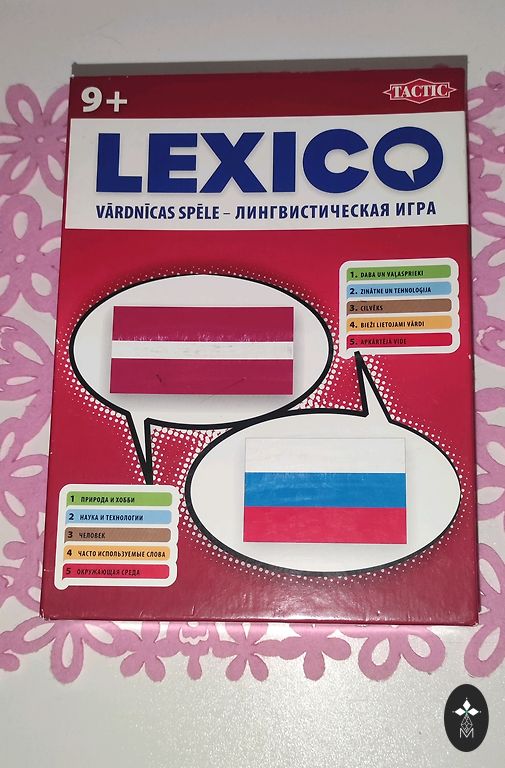 9+
TACTIC
LEXICO
VĀRDNĪCAS SPĒLE – ЛИНГВИСТИЧЕСКАЯ ИГРА
1. DABA UN VAĻASPRIEKI
2. ZINĀTNE UN TEHNOLOĢIJA
3. CILVĒKS
4. BIEŽI LIETOJAMI VĀRDI
5. APKĀRTĒJĀ VIDE
1 ПРИРОДА И ХОББИ
2 НАУКА И ТЕХНОЛОГИИ
3 ЧЕЛОВЕК
4 ЧАСТО ИСПОЛЬЗУЕМЫЕ СЛОВА
5 ОКРУЖАЮЩАЯ СРЕДА
M